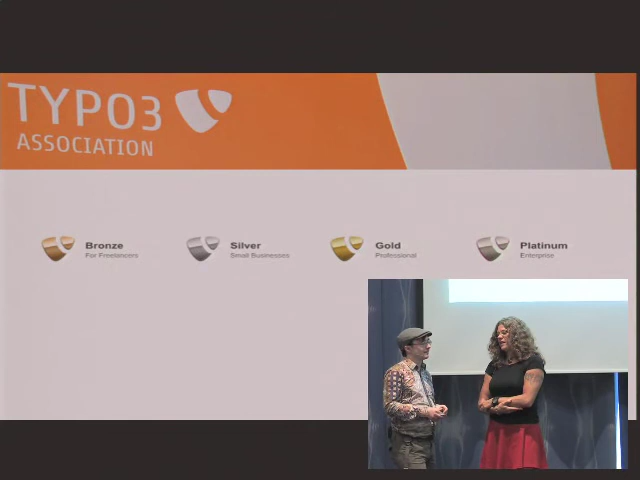 TYPO3
ASSOCIATION
Bronze
For Freelancers
Silver
Small Businesses
Gold
Professional
Platinum
Enterprise